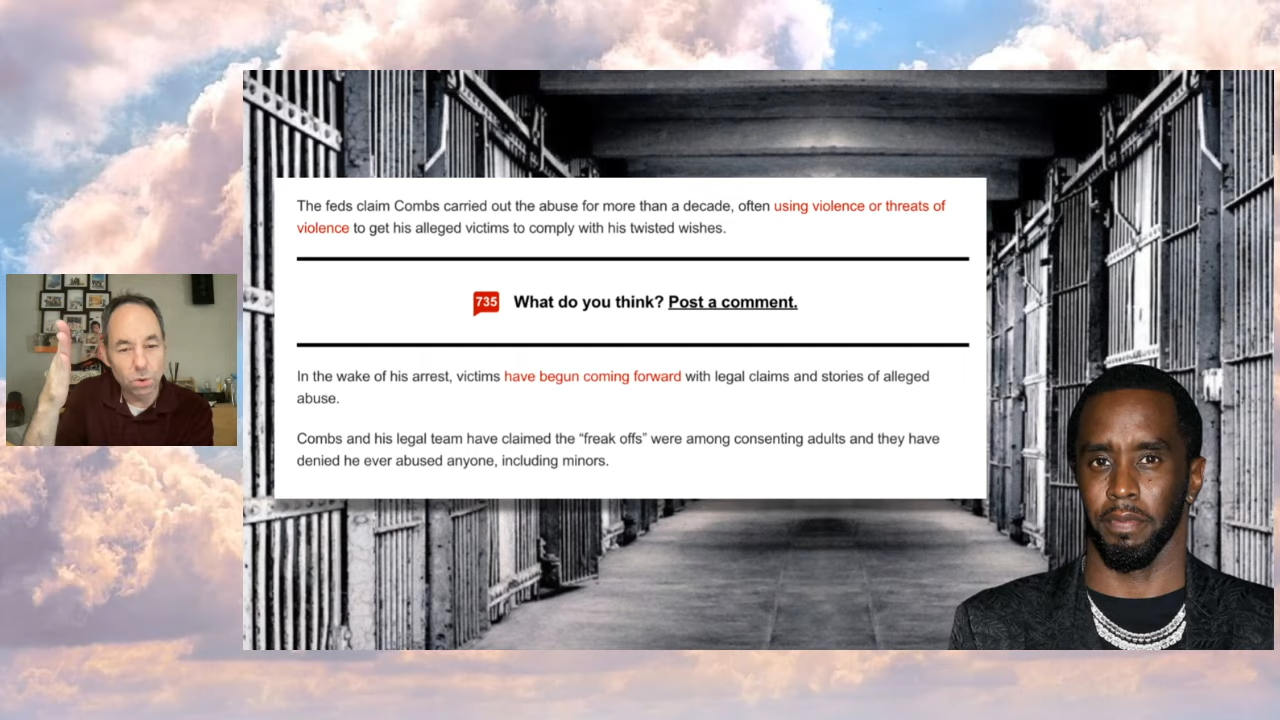 The feds claim Combs carried out the abuse for more than a decade, often using violence or threats of
violence to get his alleged victims to comply with his twisted wishes.
735 What do you think? Post a comment.
In the wake of his arrest, victims have begun coming forward with legal claims and stories of alleged
abuse.
Combs and his legal team have claimed the “freak offs” were among consenting adults and they have
denied he ever abused anyone, including minors.